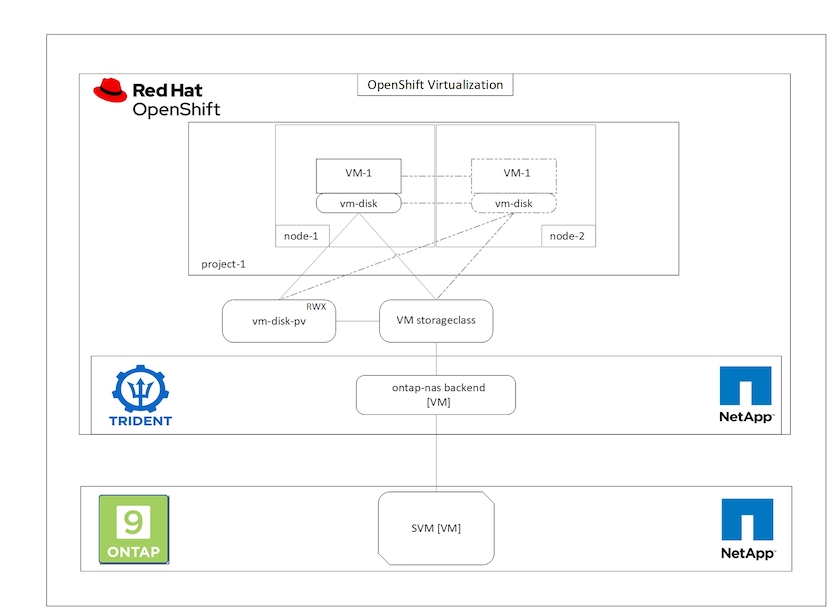 OpenShift Virtualization
Red Hat
OpenShift
VM-1
VM-1
vm-disk
vm-disk
node-1
node-2
project-1
RWX
vm-disk-pv
VM storageclass
ontap-nas backend
[VM]
TRIDENT
NetApp
9
ONTAP
SVM [VM]
NetApp